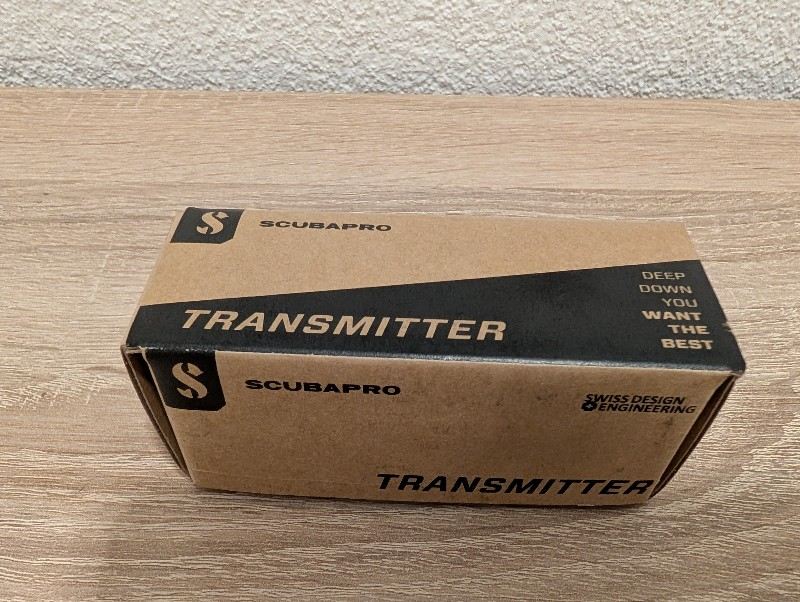 S SCUBAPRO
TRANSMITTER
DEEP
DOWN
YOU
WANT
THE
BEST
S SCUBAPRO
SWISS DESIGN
ENGINEERING
TRANSMITTER